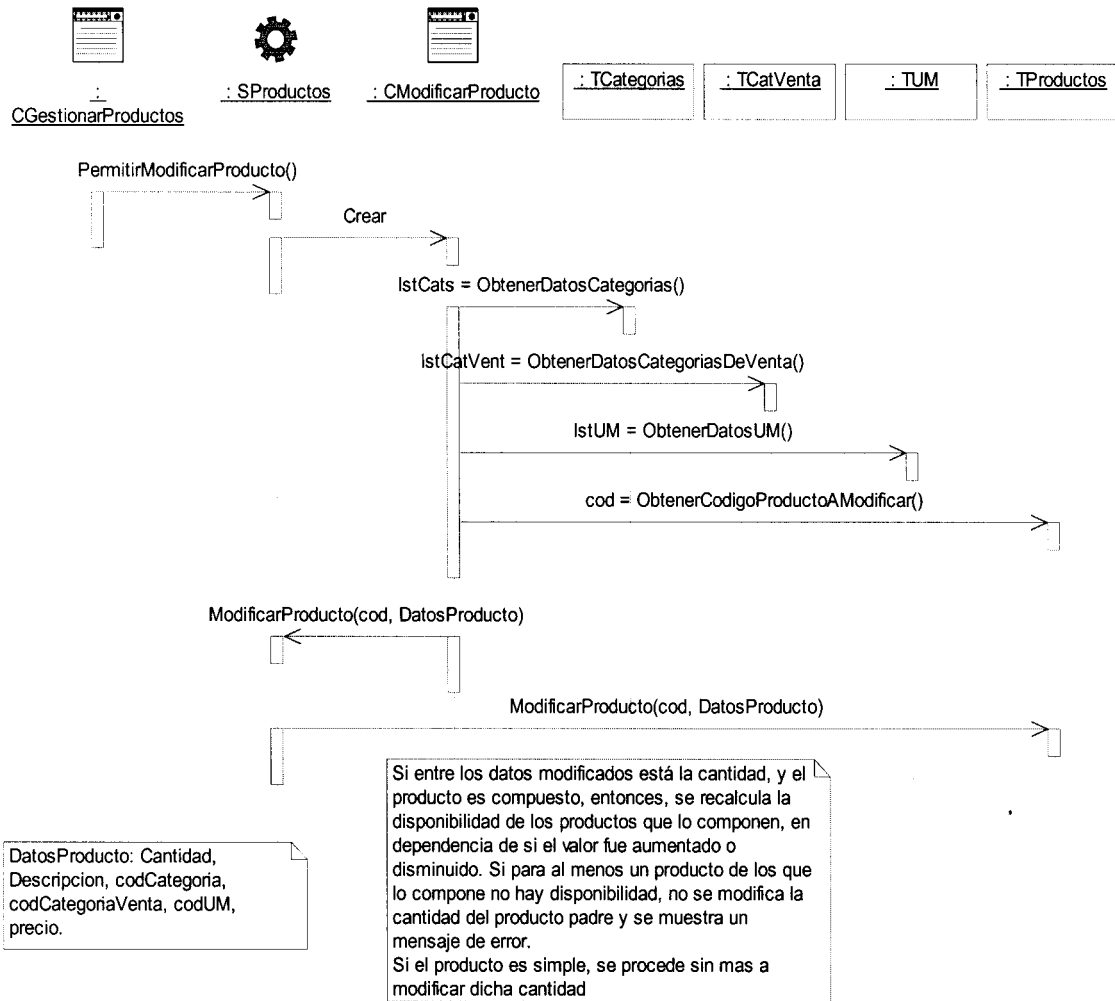 :
CGestionarProductos
: SProductos
: CModificarProducto
: TCategorias
: TCatVenta
: TUM
: TProductos
PermitirModificarProducto()
Crear
lstCats = ObtenerDatosCategorias()
lstCatVent = ObtenerDatosCategoriasDeVenta()
lstUM = ObtenerDatosUM()
cod = ObtenerCodigoProductoAModificar()
ModificarProducto(cod, DatosProducto)
ModificarProducto(cod, DatosProducto)
Si entre los datos modificados está la cantidad, y el
producto es compuesto, entonces, se recalcula la
disponibilidad de los productos que lo componen, en
dependencia de si el valor fue aumentado o
disminuido. Si para al menos un producto de los que
lo compone no hay disponibilidad, no se modifica la
cantidad del producto padre y se muestra un
mensaje de error.
Si el producto es simple, se procede sin mas a
modificar dicha cantidad
DatosProducto: Cantidad,
Descripcion, codCategoria,
codCategoriaVenta, codUM,
precio.